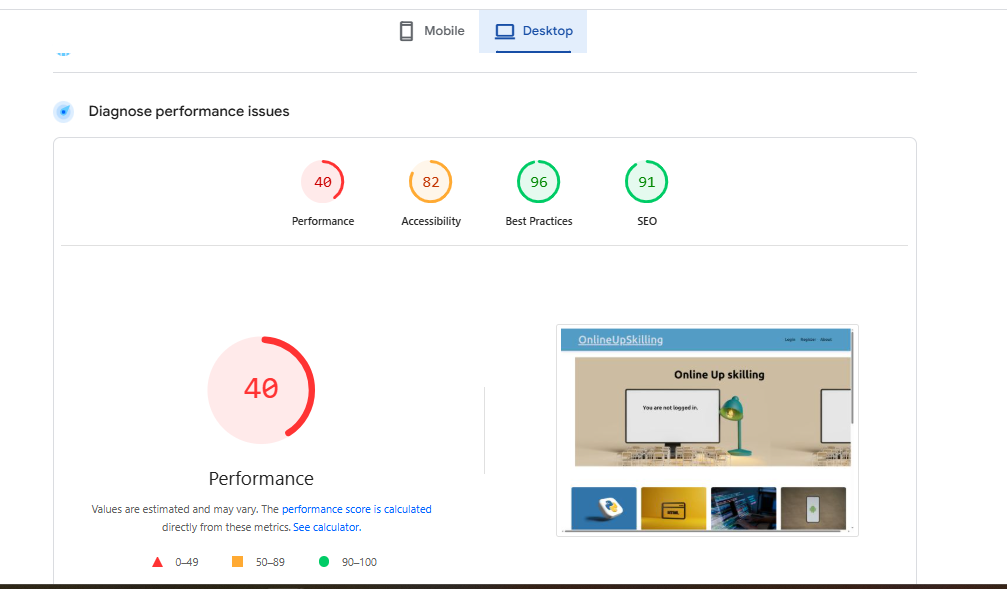 Mobile
Desktop
Diagnose performance issues
40
82
96
91
Performance
Accessibility
Best Practices
SEO
40
Performance
Values are estimated and may vary. The performance score is calculated
directly from these metrics. See calculator.
0–49
50–89
90–100
OnlineUpSkilling
Login
Register
About
Online Up skilling
You are not logged in.
HTML